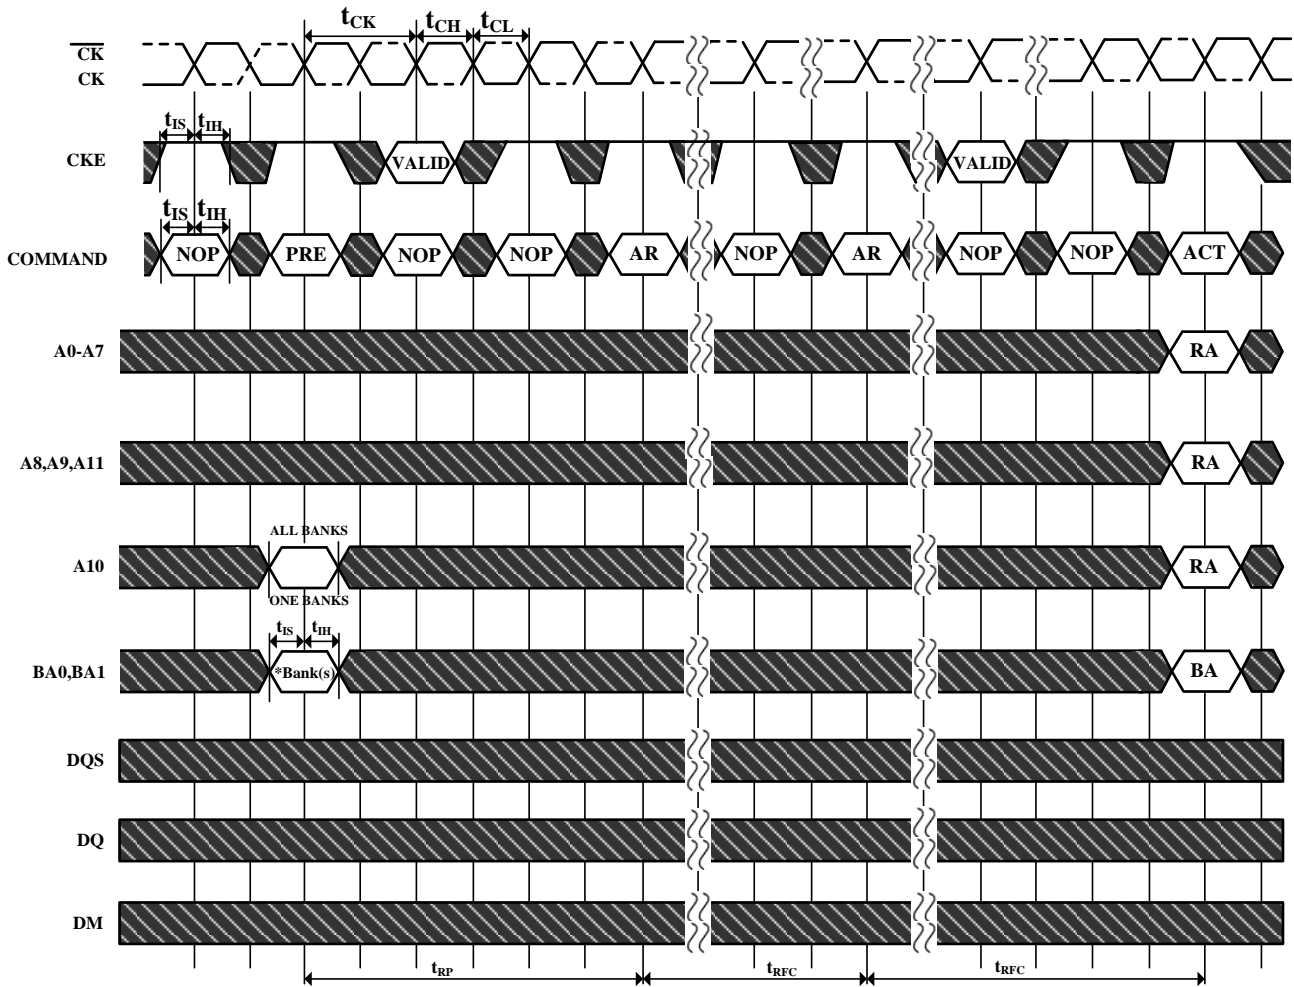 tCK tCH tCL
CK
CK
tIS tIH
CKE VALID VALID
tIS tIH
COMMAND NOP PRE NOP NOP AR NOP AR NOP NOP ACT
A0-A7 RA
A8,A9,A11 RA
ALL BANKS
A10 RA
ONE BANKS
tIS tIH
BA0,BA1 *Bank(s) BA
DQS
DQ
DM
tRP tRFC tRFC